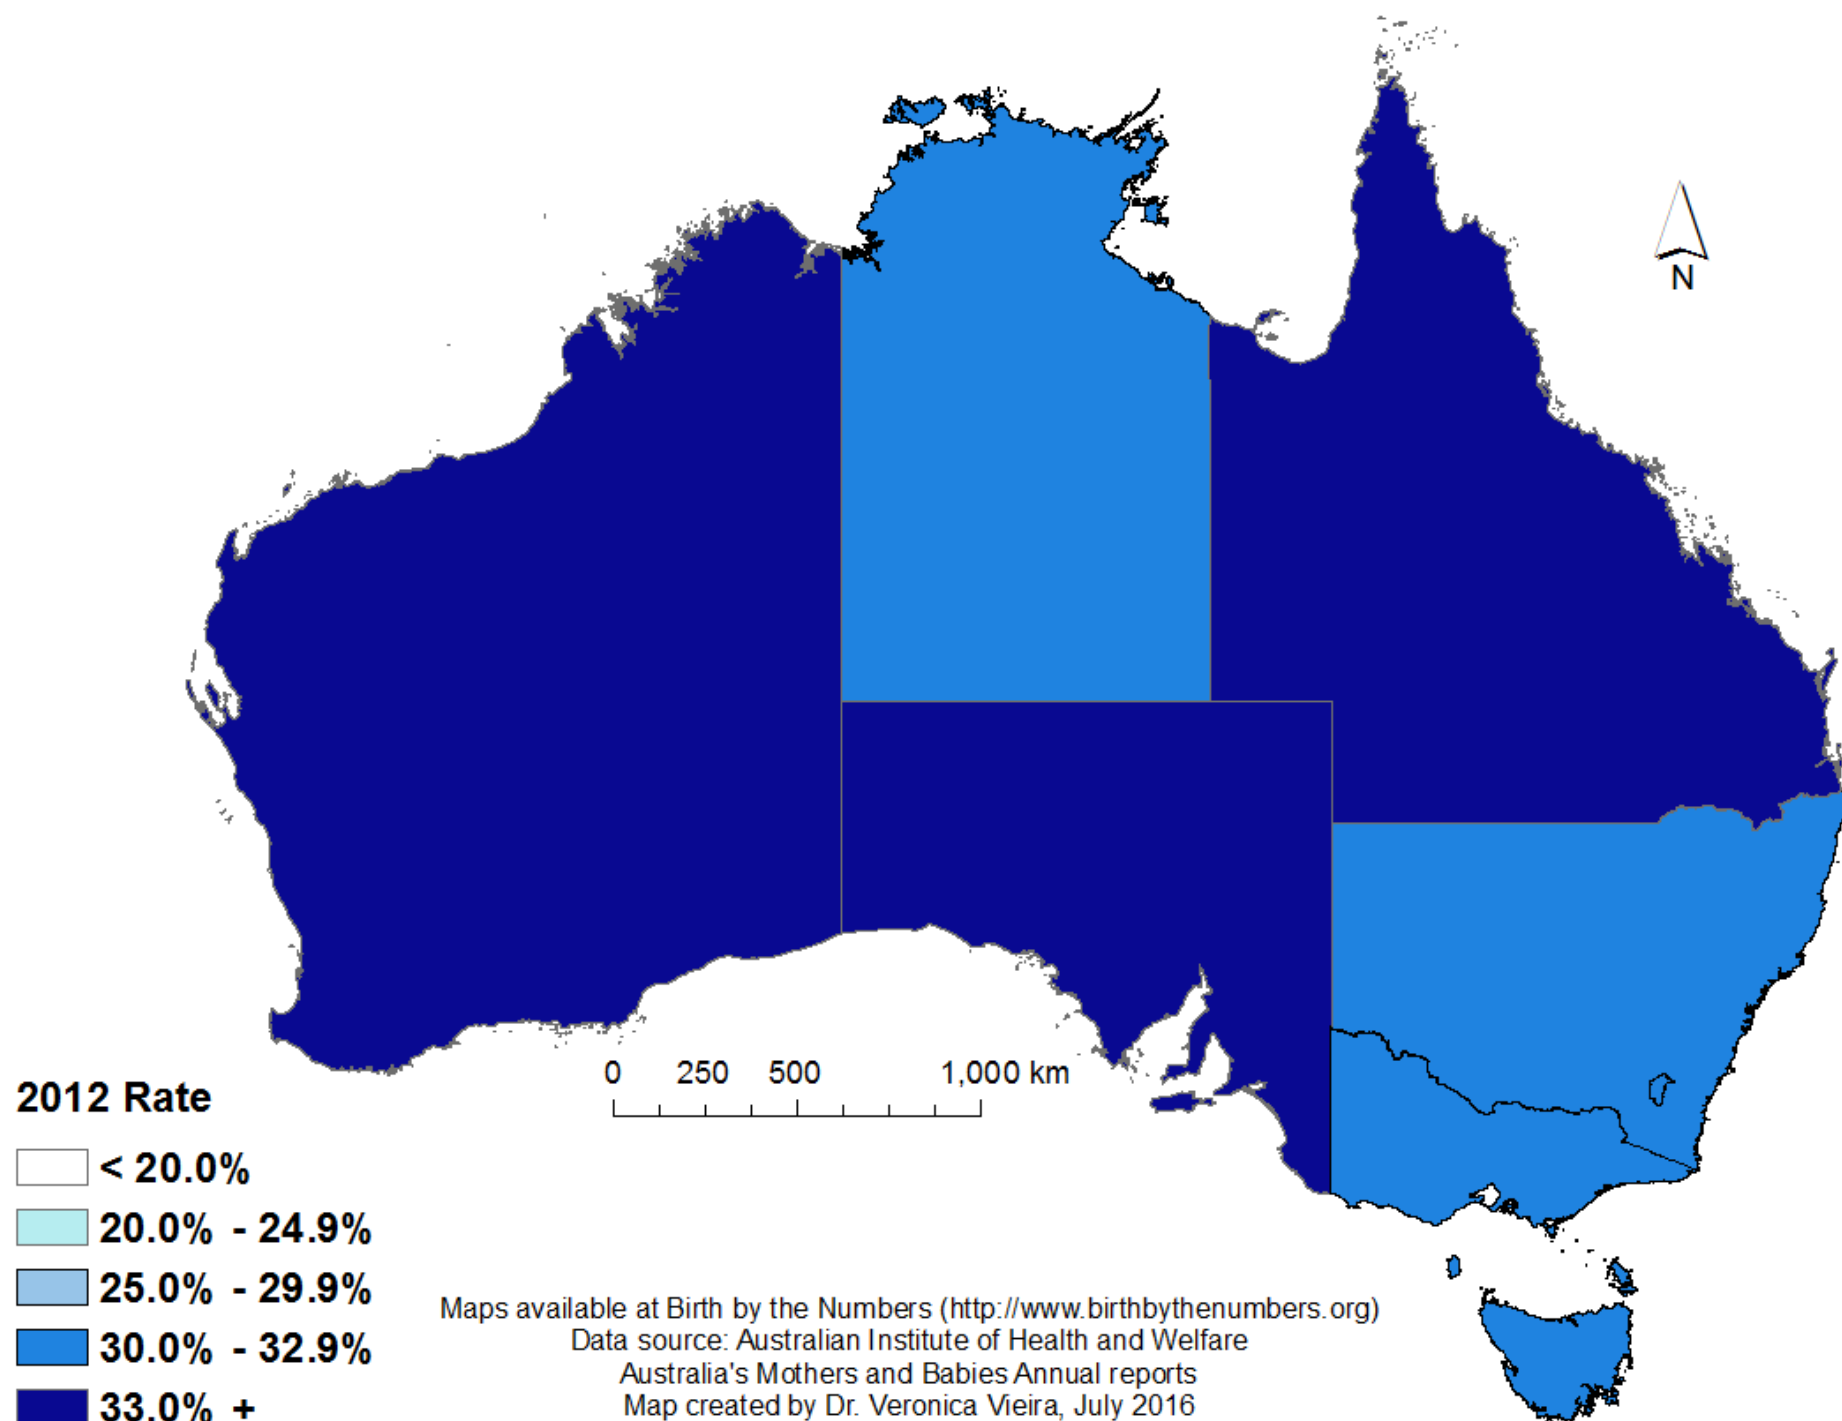 N
0 250 500 1,000 km
2012 Rate
< 20.0%
20.0% - 24.9%
25.0% - 29.9%
30.0% - 32.9%
33.0% +
Maps available at Birth by the Numbers (http://www.birthbythenumbers.org)
Data source: Australian Institute of Health and Welfare
Australia's Mothers and Babies Annual reports
Map created by Dr. Veronica Vieira, July 2016